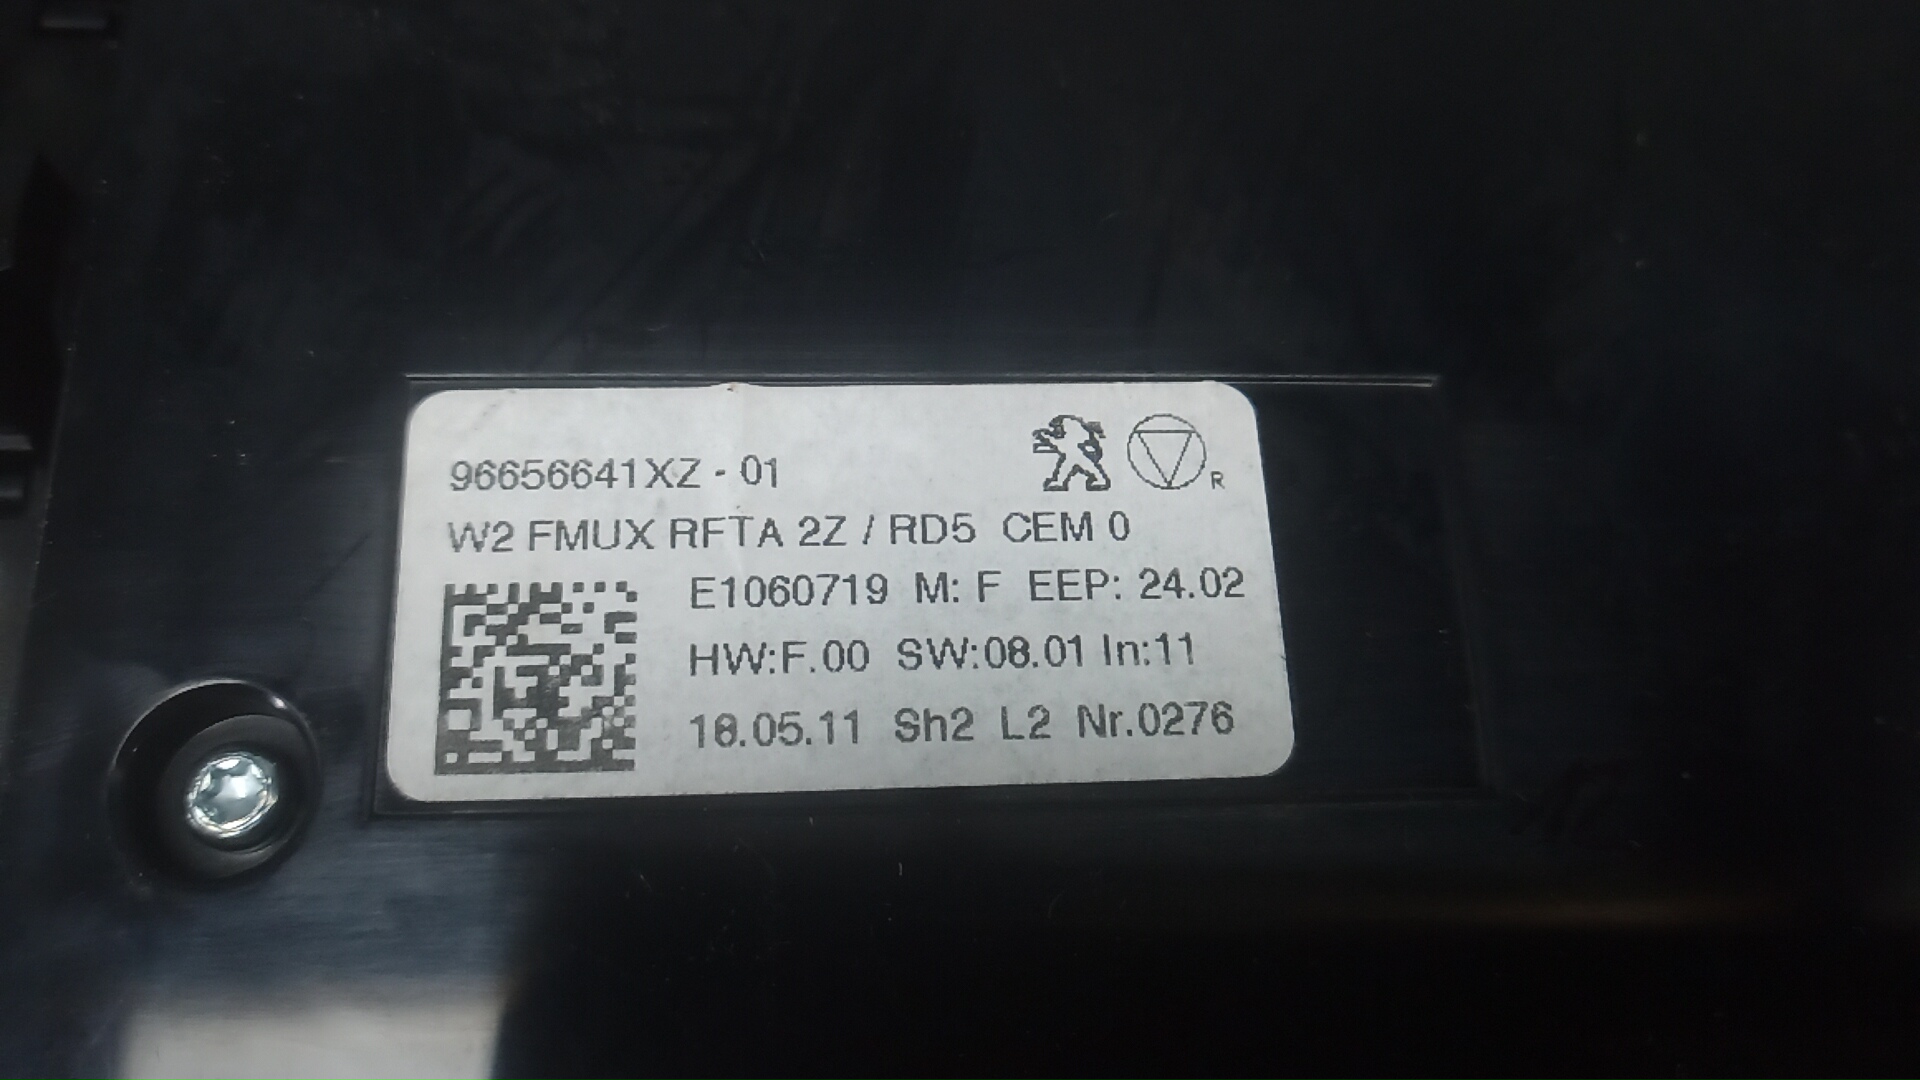 96656641XZ - 01
R
W2 FMUX RFTA 2Z / RD5 CEM 0
E1060719 M: F EEP: 24.02
HW:F.00 SW:08.01 In:11
18.05.11 Sh2 L2 Nr.0276